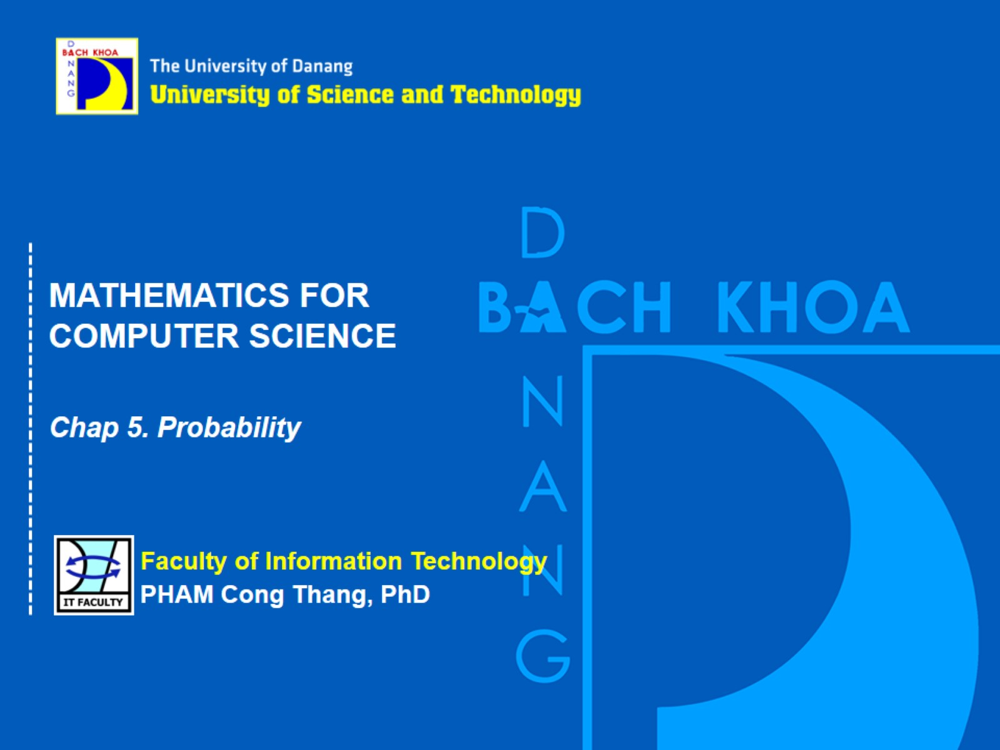 D
BACH KHOA
N
A
N
G
The University of Danang
University of Science and Technology
D
BACH KHOA
N
A
N
G
MATHEMATICS FOR
COMPUTER SCIENCE
Chap 5. Probability
IT FACULTY
Faculty of Information Technology
PHAM Cong Thang, PhD